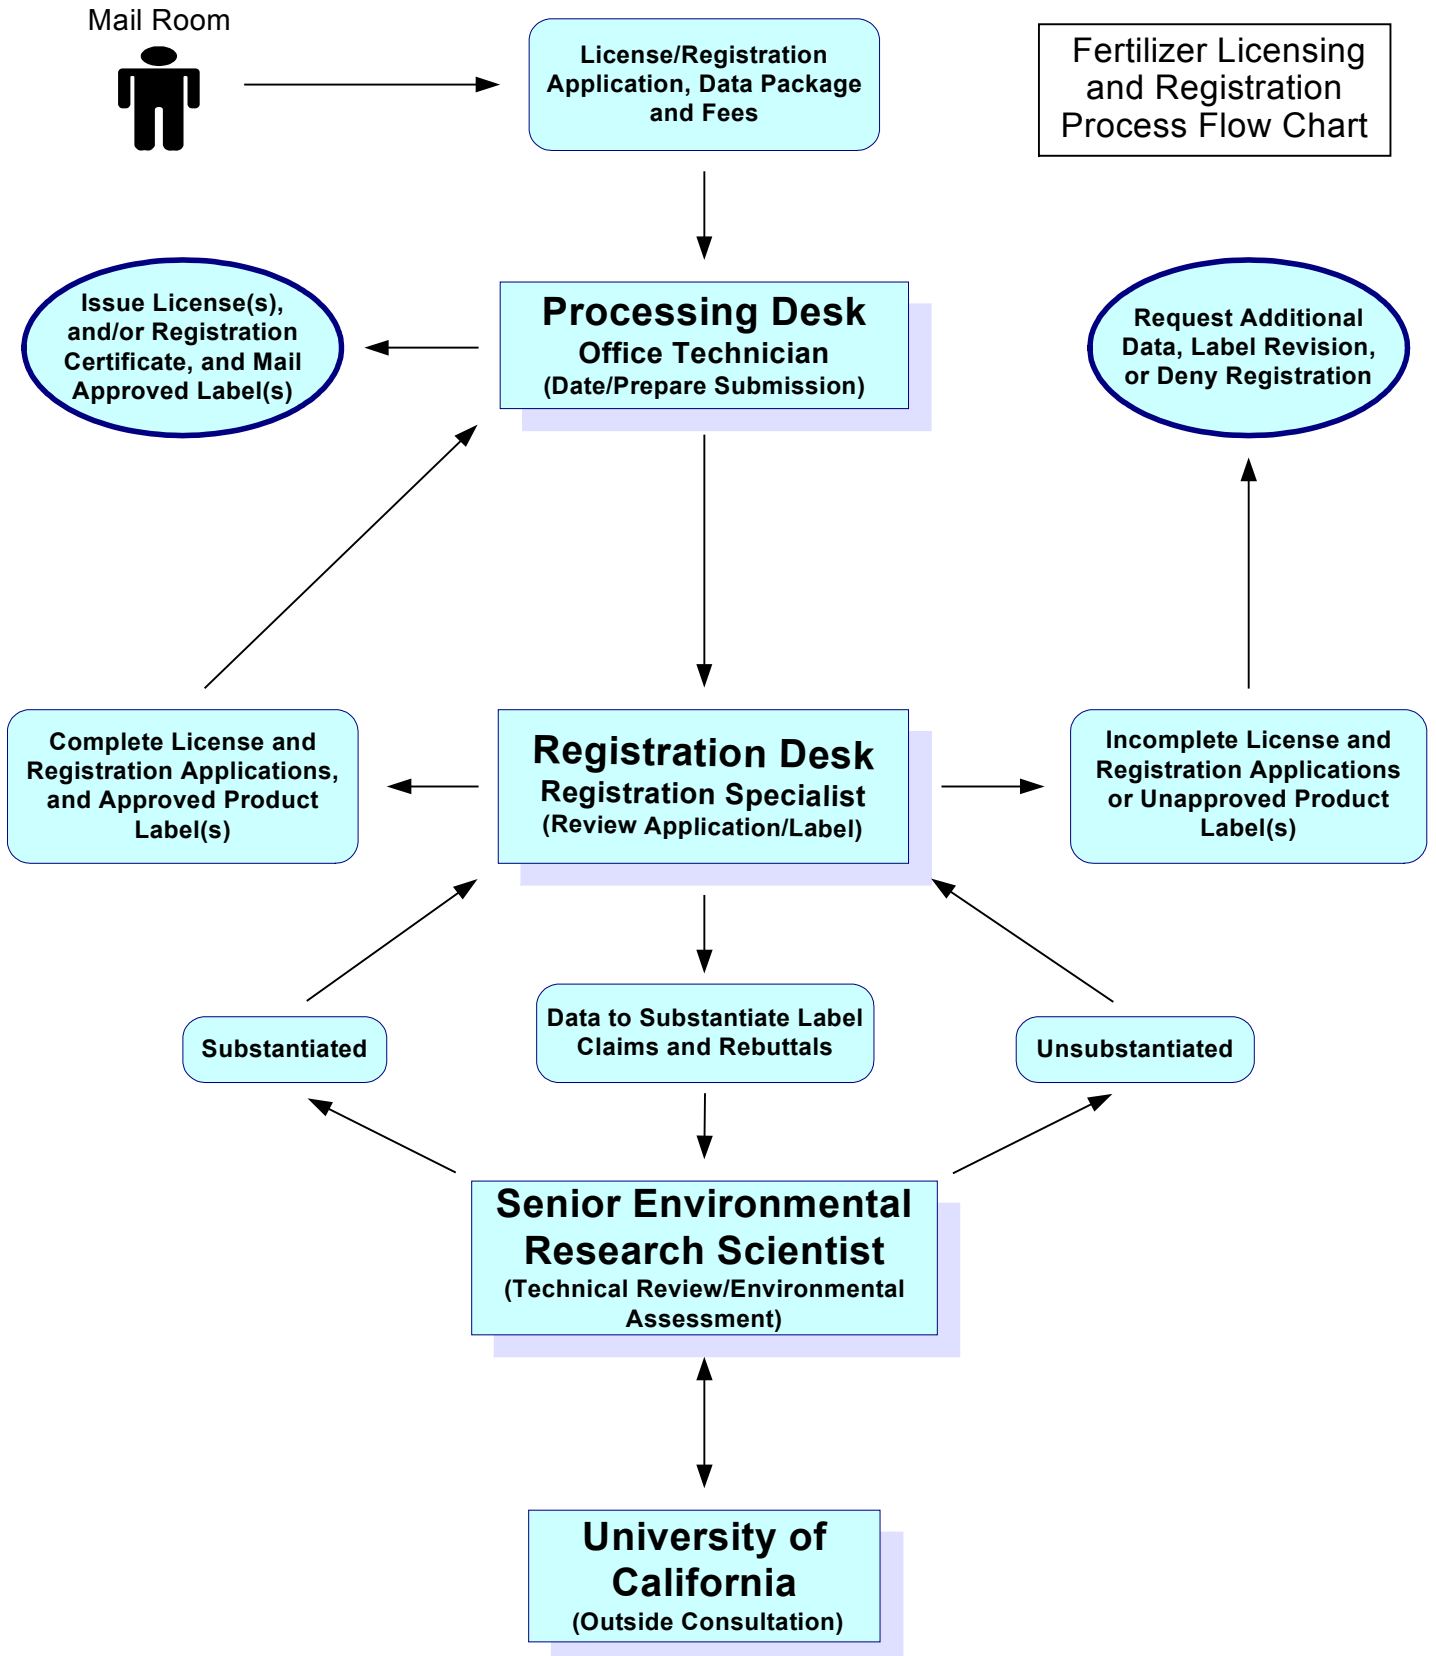 Mail Room
License/Registration
Application, Data Package
and Fees
Fertilizer Licensing
and Registration
Process Flow Chart
Issue License(s),
and/or Registration
Certificate, and Mail
Approved Label(s)
Processing Desk
Office Technician
(Date/Prepare Submission)
Request Additional
Data, Label Revision,
or Deny Registration
Complete License and
Registration Applications,
and Approved Product
Label(s)
Registration Desk
Registration Specialist
(Review Application/Label)
Incomplete License and
Registration Applications
or Unapproved Product
Label(s)
Substantiated
Data to Substantiate Label
Claims and Rebuttals
Unsubstantiated
Senior Environmental
Research Scientist
(Technical Review/Environmental
Assessment)
University of
California
(Outside Consultation)